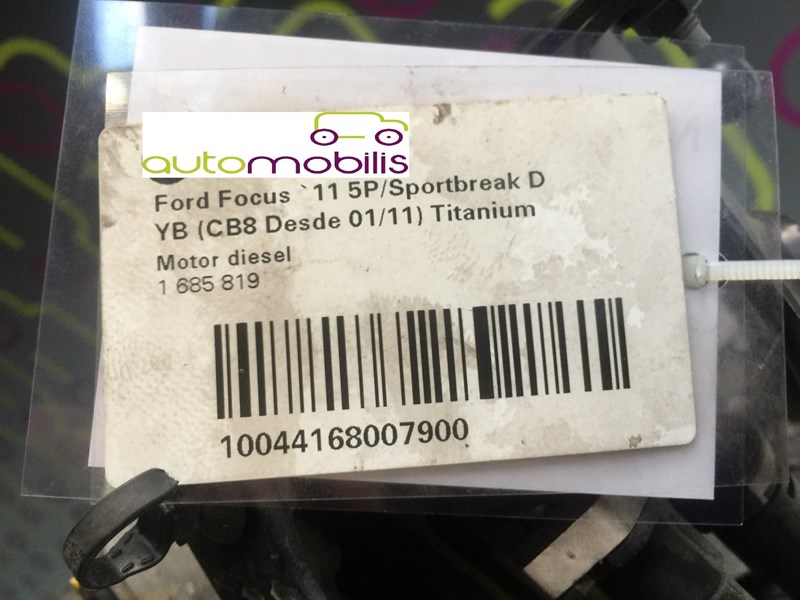 automobilis
Ford Focus `11 5P/Sportbreak D
YB (CB8 Desde 01/11) Titanium
Motor diesel
1 685 819
10044168007900